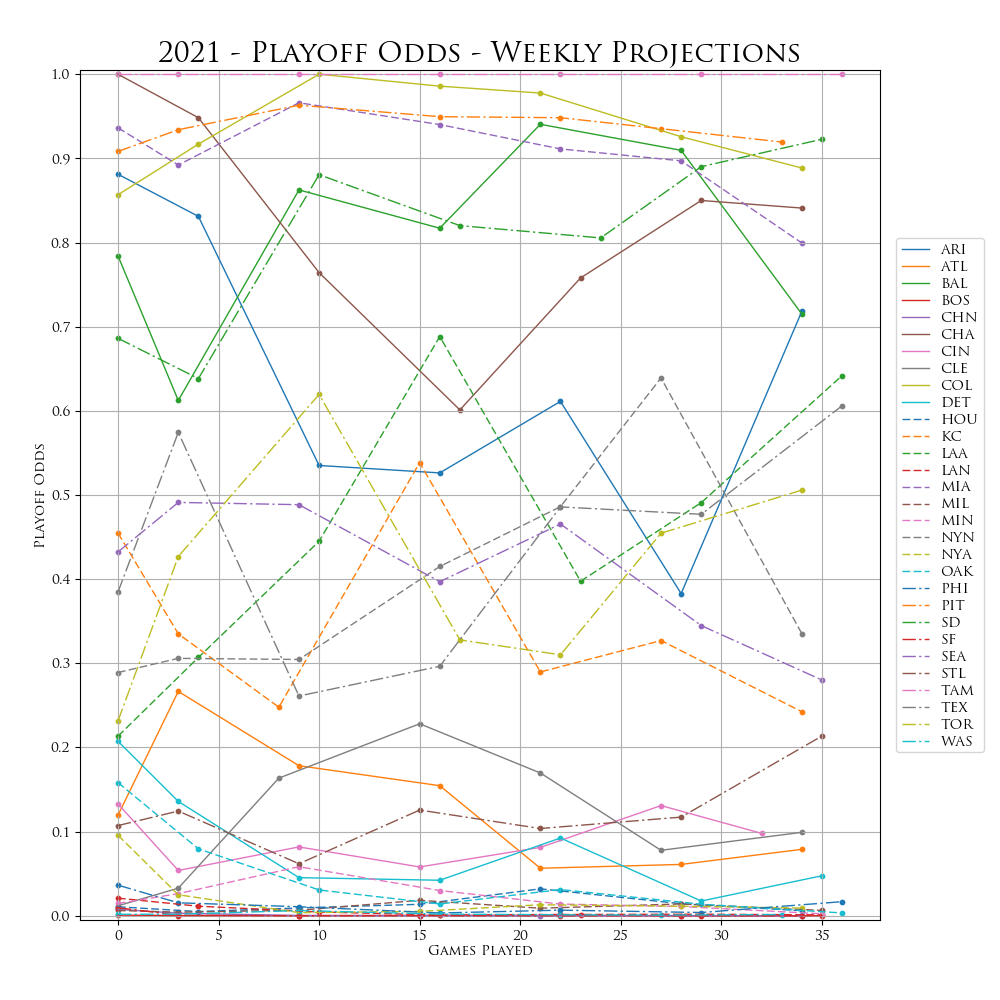 2021 - Playoff Odds - Weekly Projections
1.0
0.9
0.8
0.7
0.6
0.5
0.4
0.3
0.2
0.1
0.0
Playoff Odds
0 5 10 15 20 25 30 35
Games Played
ARI
ATL
BAL
BOS
CHN
CHA
CIN
CLE
COL
DET
HOU
KC
LAA
LAN
MIA
MIL
MIN
NYN
NYA
OAK
PHI
PIT
SD
SF
SEA
STL
TAM
TEX
TOR
WAS